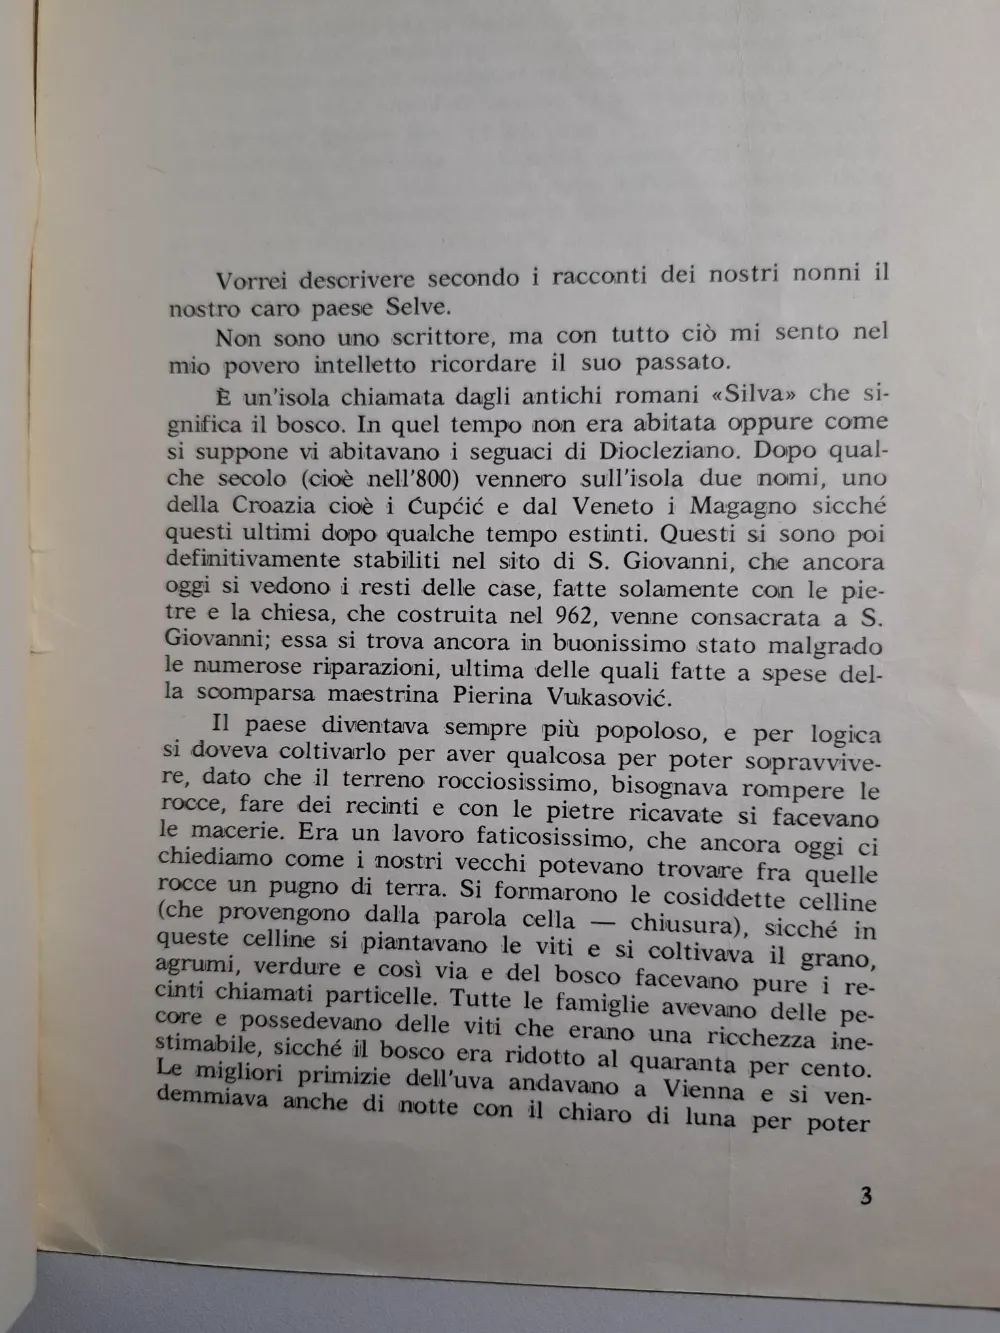 Vorrei descrivere secondo i racconti dei nostri nonni il
nostro caro paese Selve.
Non sono uno scrittore, ma con tutto ciò mi sento nel
mio povero intelletto ricordare il suo passato.
È un'isola chiamata dagli antichi romani «Silva» che si-
gnifica il bosco. In quel tempo non era abitata oppure come
si suppone vi abitavano i seguaci di Diocleziano. Dopo qual-
che secolo (cioè nell'800) vennero sull'isola due nomi, uno
della Croazia cioè i Ćupćić e dal Veneto i Magagno sicché
questi ultimi dopo qualche tempo estinti. Questi si sono poi
definitivamente stabiliti nel sito di S. Giovanni, che ancora
oggi si vedono i resti delle case, fatte solamente con le pie-
tre e la chiesa, che costruita nel 962, venne consacrata a S.
Giovanni; essa si trova ancora in buonissimo stato malgrado
le numerose riparazioni, ultima delle quali fatte a spese del-
la scomparsa maestrina Pierina Vukasović.
Il paese diventava sempre più popoloso, e per logica
si doveva coltivarlo per aver qualcosa per poter sopravvive-
re, dato che il terreno rocciosissimo, bisognava rompere le
rocce, fare dei recinti e con le pietre ricavate si facevano
le macerie. Era un lavoro faticosissimo, che ancora oggi ci
chiediamo come i nostri vecchi potevano trovare fra quelle
rocce un pugno di terra. Si formarono le cosiddette celline
(che provengono dalla parola cella — chiusura), sicché in
queste celline si piantavano le viti e si coltivava il grano,
agrumi, verdure e così via e del bosco facevano pure i re-
cinti chiamati particelle. Tutte le famiglie avevano delle pe-
core e possedevano delle viti che erano una ricchezza ine-
stimabile, sicché il bosco era ridotto al quaranta per cento.
Le migliori primizie dell'uva andavano a Vienna e si ven-
demmiava anche di notte con il chiaro di luna per poter
3